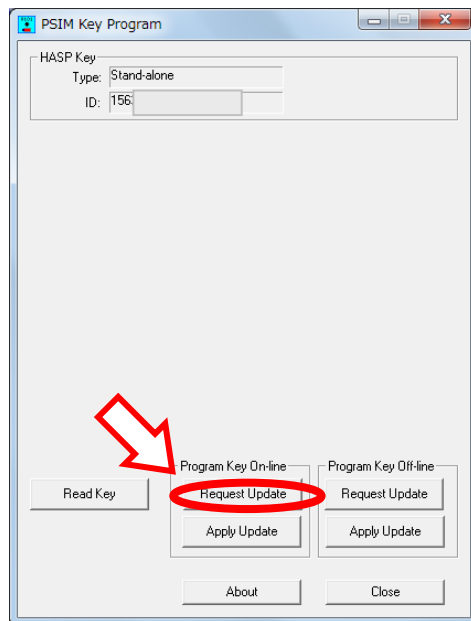 PSIM Key Program
HASP Key
Type: Stand-alone
ID: 156
Program Key On-line
Program Key Off-line
Read Key
Request Update
Request Update
Apply Update
Apply Update
About
Close